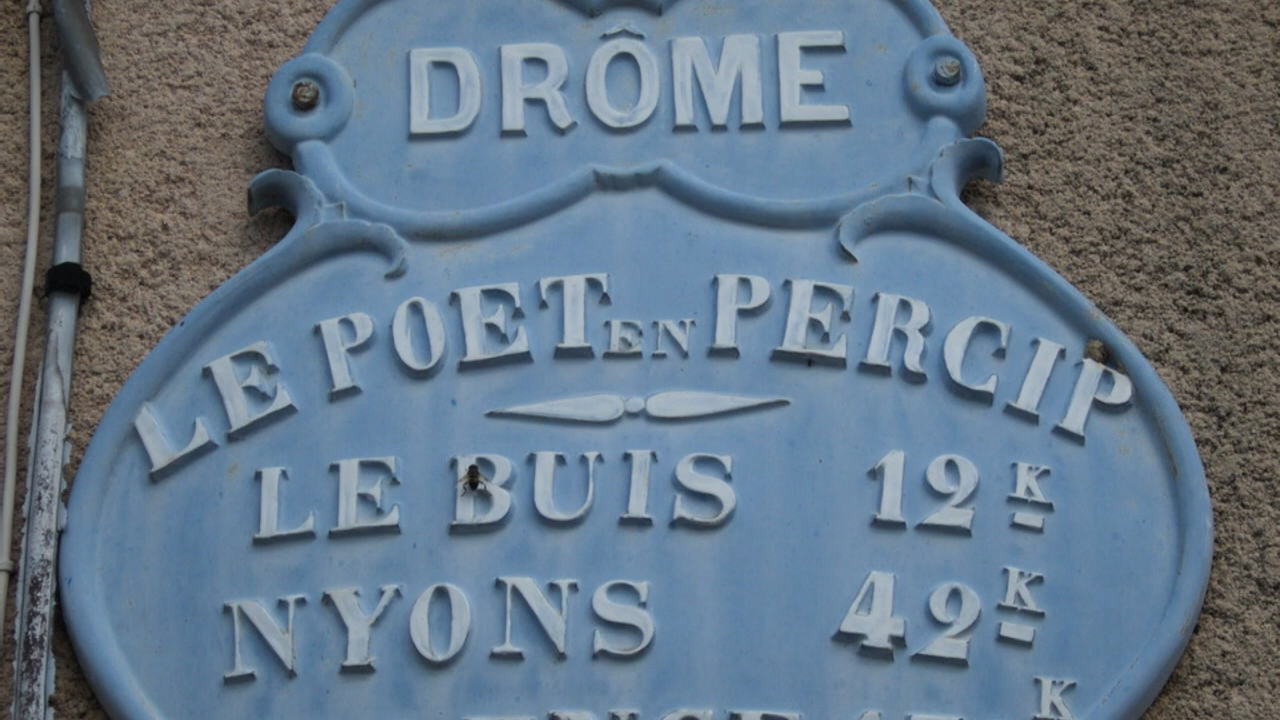 DRÔME
LE POET EN PERCIP
LE BUIS 12 K
NYONS 42 K
K